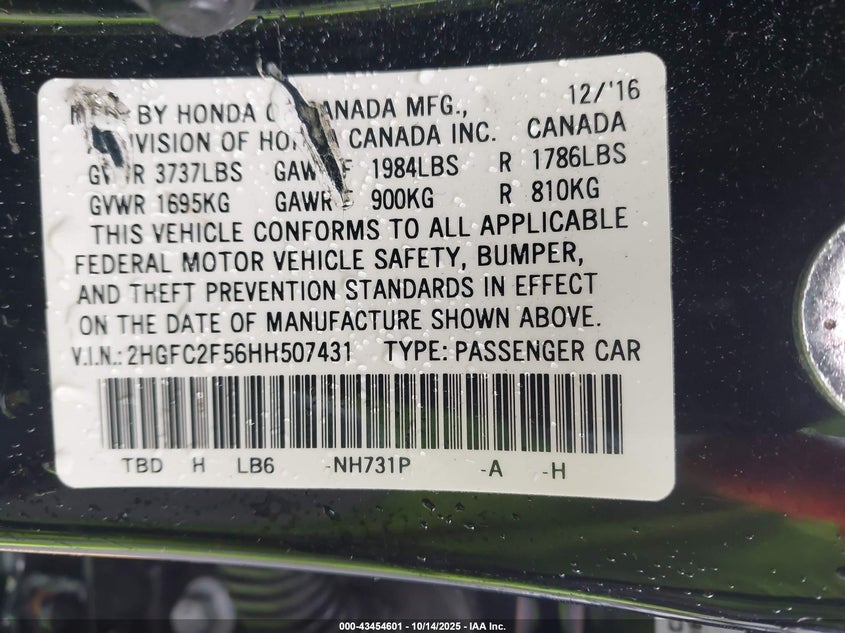 BY HONDA CANADA MFG., 12/'16
DIVISION OF HONDA CANADA INC. CANADA
GVWR 3737LBS GAWR F 1984LBS R 1786LBS
GVWR 1695KG GAWR F 900KG R 810KG
THIS VEHICLE CONFORMS TO ALL APPLICABLE
FEDERAL MOTOR VEHICLE SAFETY, BUMPER,
AND THEFT PREVENTION STANDARDS IN EFFECT
ON THE DATE OF MANUFACTURE SHOWN ABOVE.
V.I.N.: 2HGFC2F56HH507431 TYPE: PASSENGER CAR
TBD H LB6 -NH731P -A -H
000-43454601 - 10/14/2025 - IAA Inc.